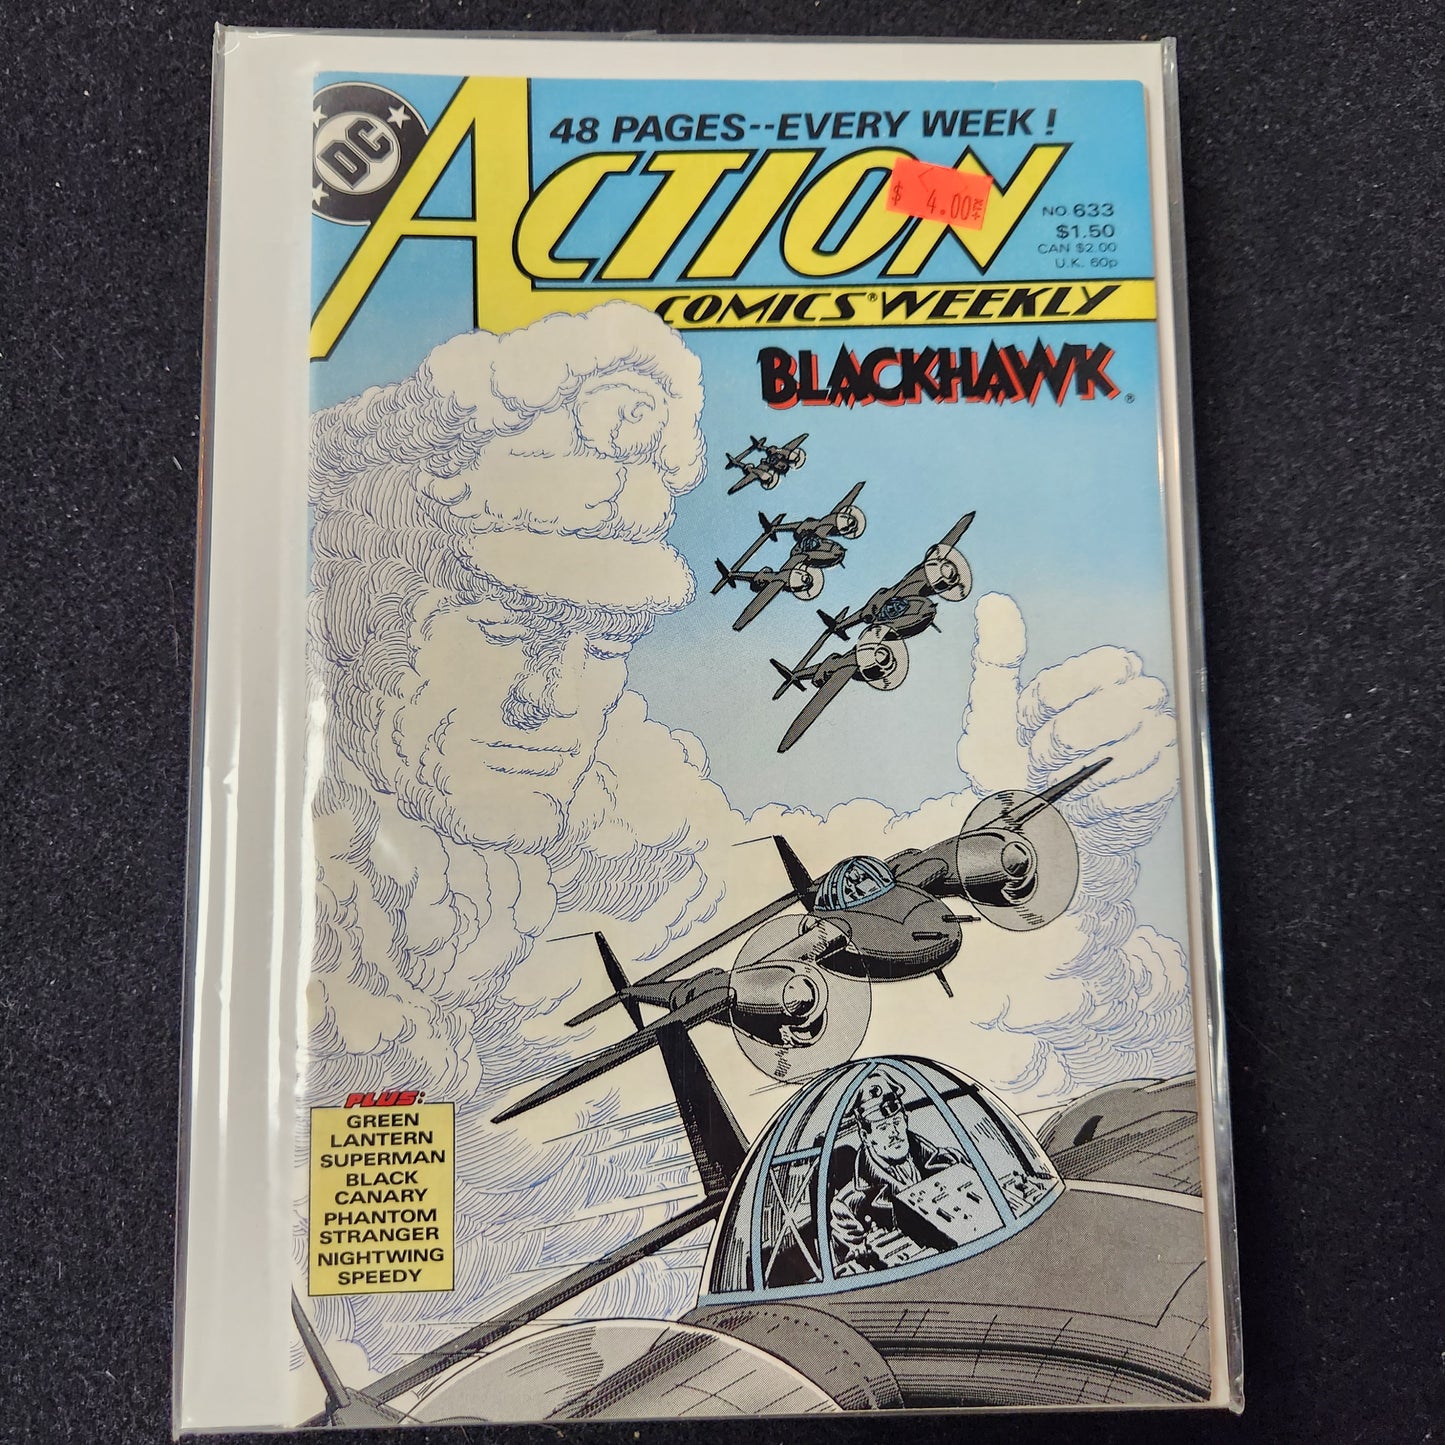 DC
48 PAGES--EVERY WEEK!
ACTION
$ 4.00
NO. 633
$1.50
CAN $2.00
U.K. 60p
COMICS® WEEKLY
BLACKHAWK®
PLUS:
GREEN
LANTERN
SUPERMAN
BLACK
CANARY
PHANTOM
STRANGER
NIGHTWING
SPEEDY